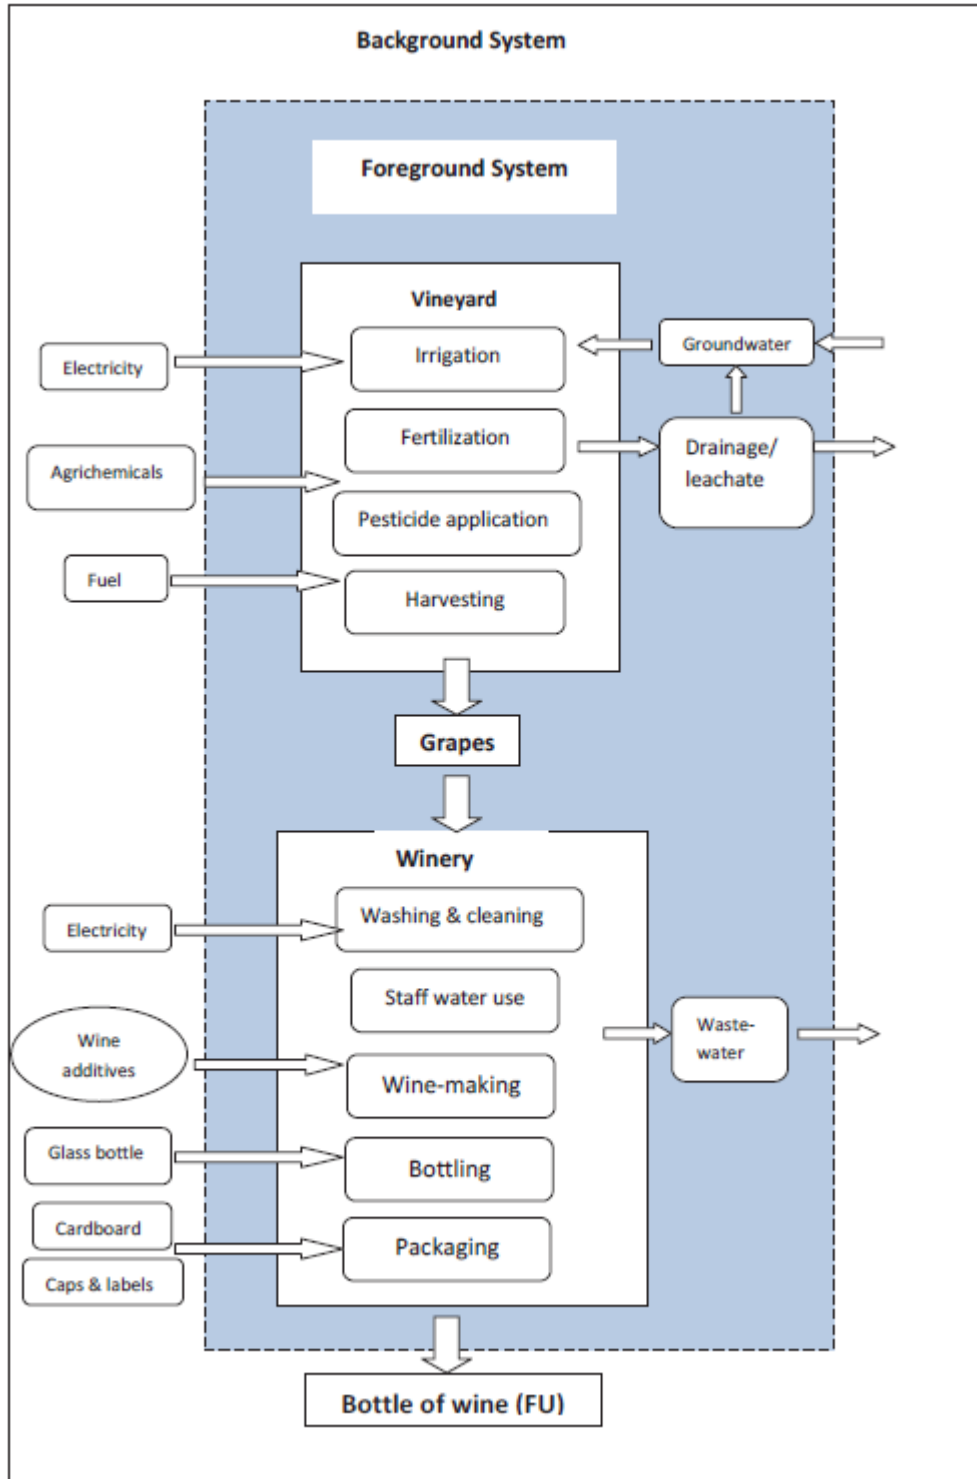 Background System
Foreground System
Vineyard
Irrigation
Groundwater
Electricity
Fertilization
Drainage/
leachate
Agrichemicals
Pesticide application
Fuel
Harvesting
Grapes
Winery
Washing & cleaning
Electricity
Staff water use
Waste-
water
Wine
additives
Wine-making
Glass bottle
Bottling
Cardboard
Packaging
Caps & labels
Bottle of wine (FU)